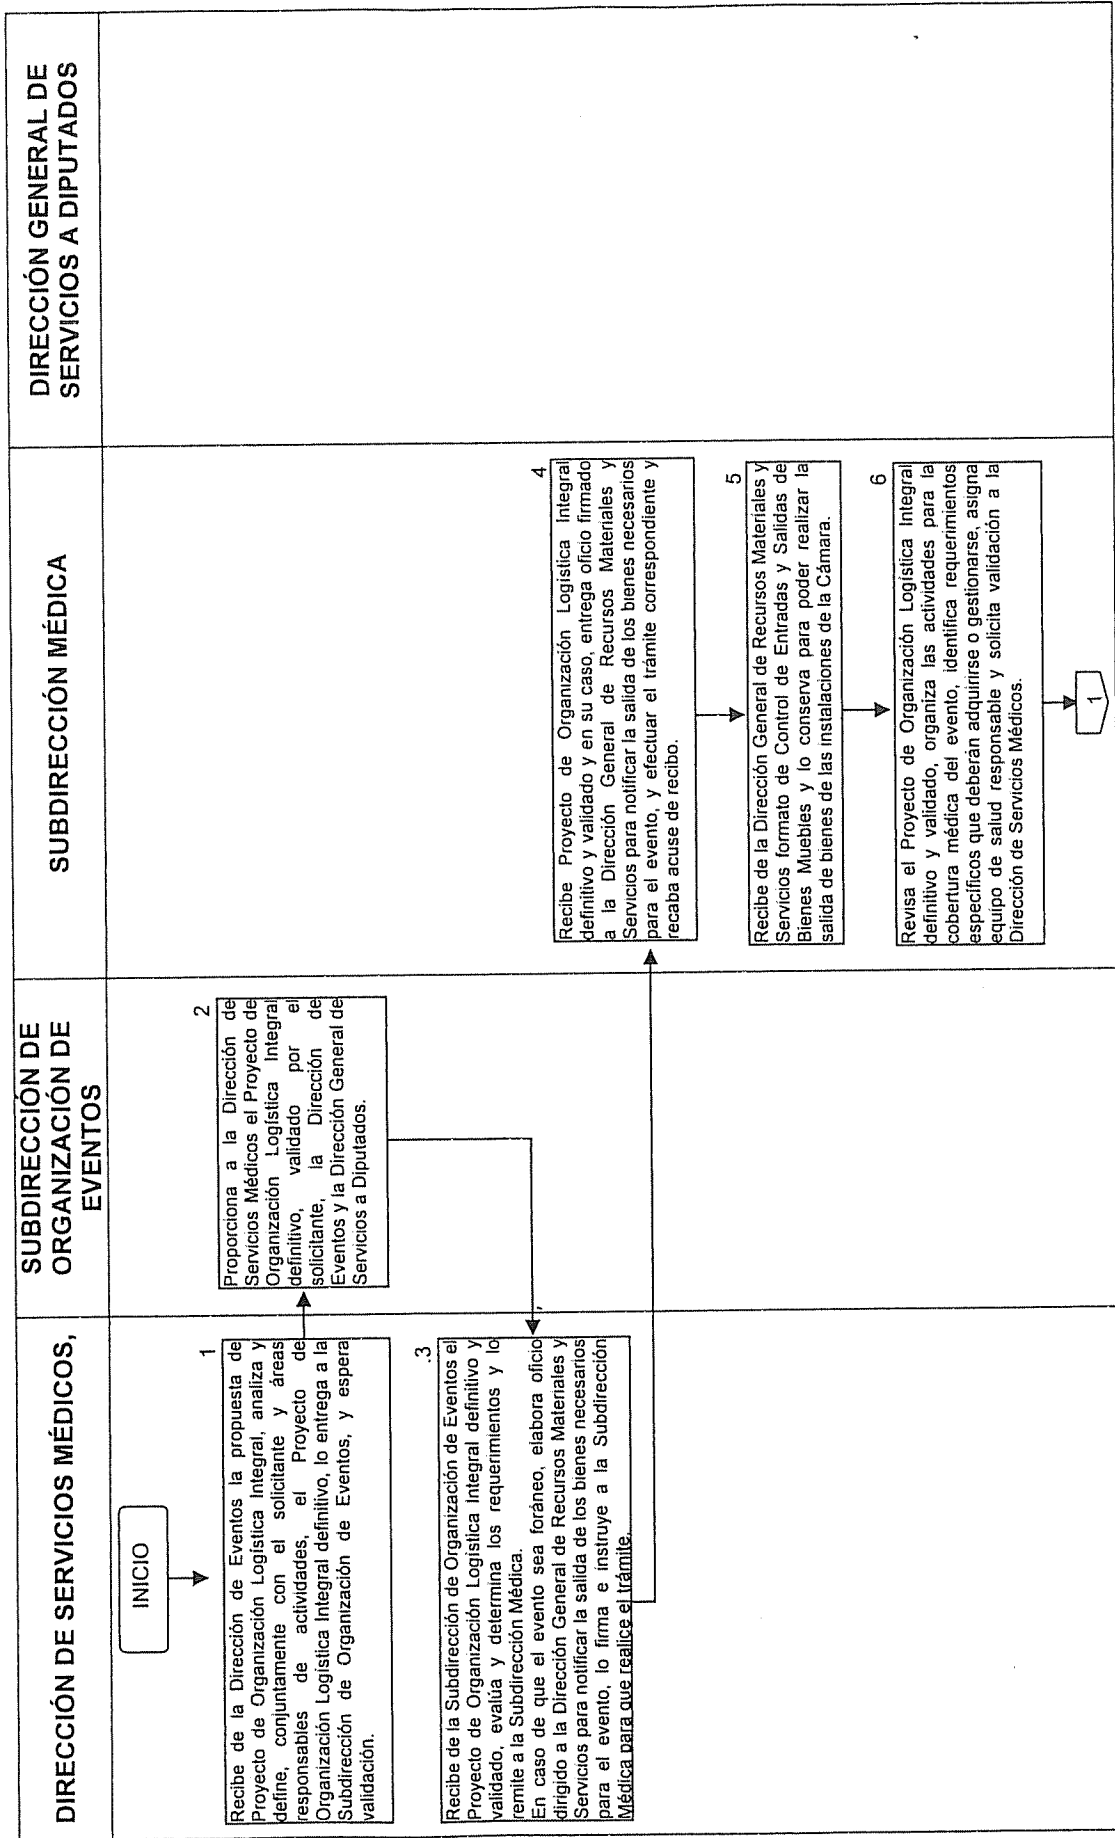 DIRECCIÓN DE SERVICIOS MÉDICOS,
SUBDIRECCIÓN DE
ORGANIZACIÓN DE
EVENTOS
SUBDIRECCIÓN MÉDICA
DIRECCIÓN GENERAL DE
SERVICIOS A DIPUTADOS
INICIO
1
Recibe de la Dirección de Eventos la propuesta de
Proyecto de Organización Logística Integral, analiza y
define, conjuntamente con el solicitante y áreas
responsables de actividades, el Proyecto de
Organización Logística Integral definitivo, lo entrega a la
Subdirección de Organización de Eventos, y espera
validación.
2
Proporciona a la Dirección de
Servicios Médicos el Proyecto de
Organización Logística Integral
definitivo, validado por el
solicitante, la Dirección de
Eventos y la Dirección General de
Servicios a Diputados.
.3
Recibe de la Subdirección de Organización de Eventos el
Proyecto de Organización Logística Integral definitivo y
validado, evalúa y determina los requerimientos y lo
remite a la Subdirección Médica.
En caso de que el evento sea foráneo, elabora oficio
dirigido a la Dirección General de Recursos Materiales y
Servicios para notificar la salida de los bienes necesarios
para el evento, lo firma e instruye a la Subdirección
Médica para que realice el trámite.
4
Recibe Proyecto de Organización Logística Integral
definitivo y validado y en su caso, entrega oficio firmado
a la Dirección General de Recursos Materiales y
Servicios para notificar la salida de los bienes necesarios
para el evento, y efectuar el trámite correspondiente y
recaba acuse de recibo.
5
Recibe de la Dirección General de Recursos Materiales y
Servicios formato de Control de Entradas y Salidas de
Bienes Muebles y lo conserva para poder realizar la
salida de bienes de las instalaciones de la Cámara.
6
Revisa el Proyecto de Organización Logística Integral
definitivo y validado, organiza las actividades para la
cobertura médica del evento, identifica requerimientos
específicos que deberán adquirirse o gestionarse, asigna
equipo de salud responsable y solicita validación a la
Dirección de Servicios Médicos.
1